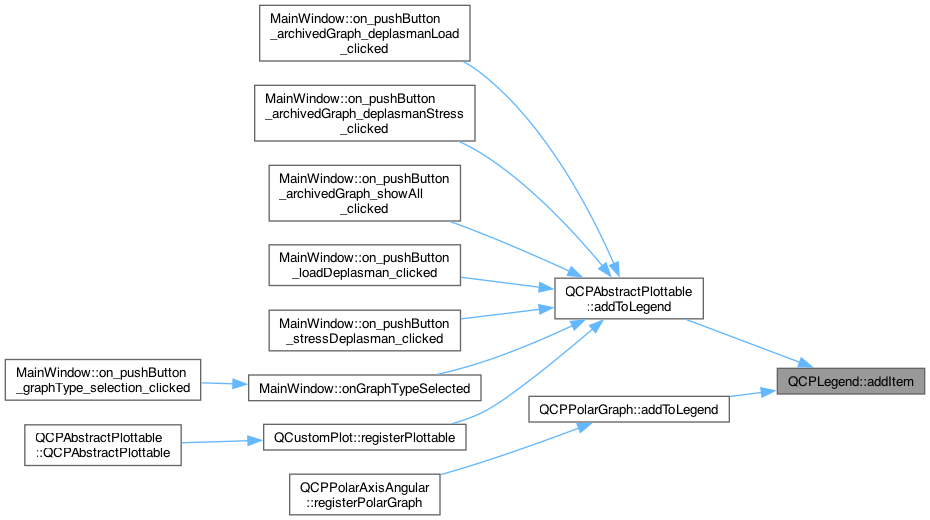 MainWindow::on_pushButton
_archivedGraph_deplasmanLoad
_clicked
MainWindow::on_pushButton
_archivedGraph_deplasmanStress
_clicked
MainWindow::on_pushButton
_archivedGraph_showAll
_clicked
MainWindow::on_pushButton
_loadDeplasman_clicked
QCPAbstractPlottable
::addToLegend
MainWindow::on_pushButton
_stressDeplasman_clicked
MainWindow::on_pushButton
_graphType_selection_clicked
MainWindow::onGraphTypeSelected
QCPLegend::addItem
QCPPolarGraph::addToLegend
QCPAbstractPlottable
::QCPAbstractPlottable
QCustomPlot::registerPlottable
QCPPolarAxisAngular
::registerPolarGraph